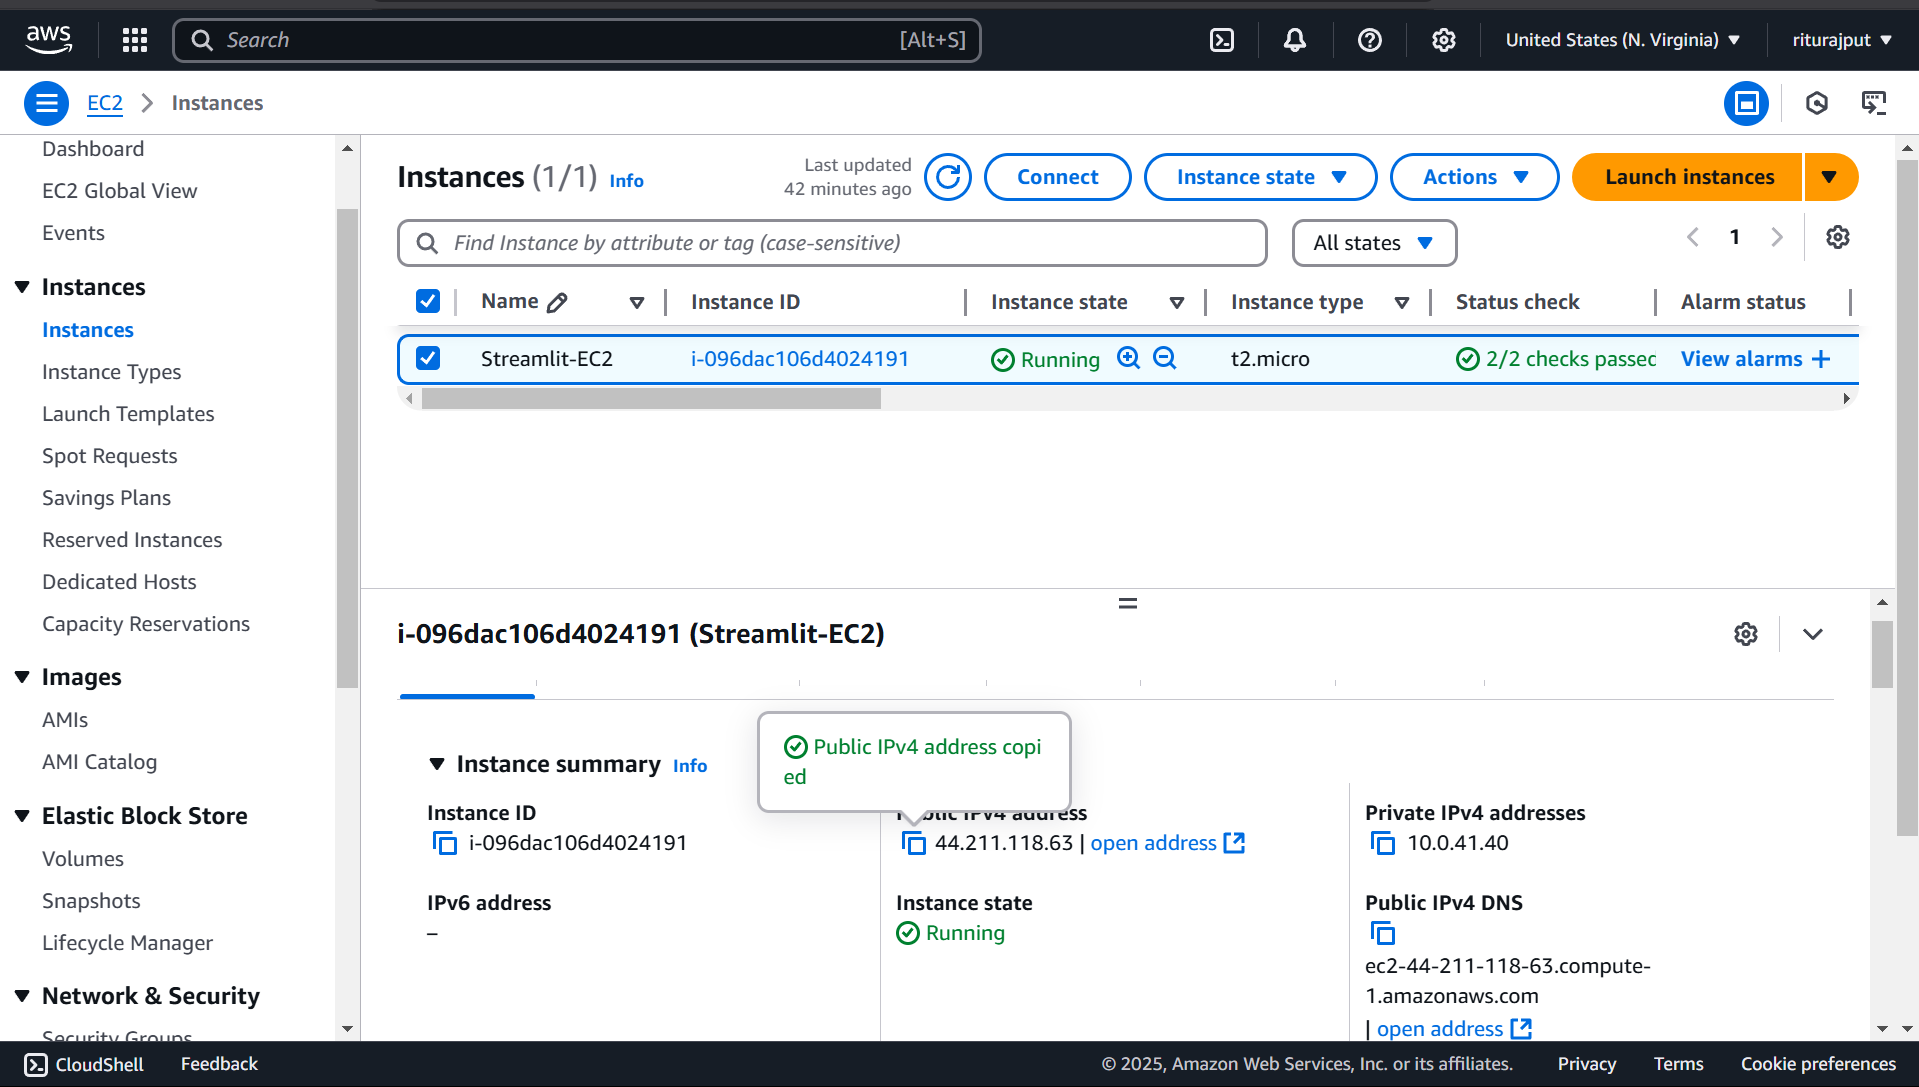 aws
Search [Alt+S]
United States (N. Virginia)
riturajput
EC2 > Instances
Dashboard
EC2 Global View
Events
Instances
Instances
Instance Types
Launch Templates
Spot Requests
Savings Plans
Reserved Instances
Dedicated Hosts
Capacity Reservations
Images
AMIs
AMI Catalog
Elastic Block Store
Volumes
Snapshots
Lifecycle Manager
Network & Security
Security Groups
Instances (1/1) Info
Last updated
42 minutes ago
Connect
Instance state
Actions
Launch instances
Find Instance by attribute or tag (case-sensitive)
All states
1
Name Instance ID Instance state Instance type Status check Alarm status
Streamlit-EC2 i-096dac106d4024191 Running t2.micro 2/2 checks passed View alarms +
i-096dac106d4024191 (Streamlit-EC2)
Public IPv4 address copi
ed
Instance summary Info
Instance ID
i-096dac106d4024191
Public IPv4 address
44.211.118.63 | open address
Private IPv4 addresses
10.0.41.40
IPv6 address
–
Instance state
Running
Public IPv4 DNS
ec2-44-211-118-63.compute-
1.amazonaws.com
| open address
CloudShell
Feedback
© 2025, Amazon Web Services, Inc. or its affiliates.
Privacy
Terms
Cookie preferences